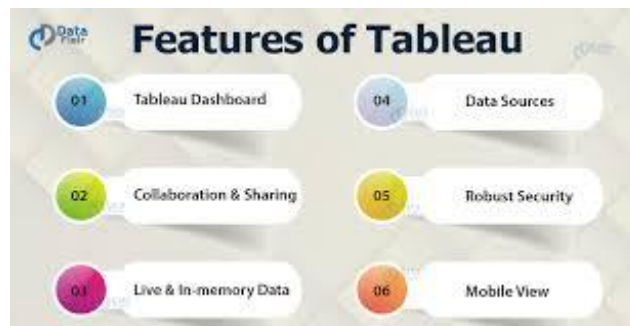 Data
Flair
Features of Tableau
01
Tableau Dashboard
02
Collaboration & Sharing
03
Live & In-memory Data
04
Data Sources
05
Robust Security
06
Mobile View